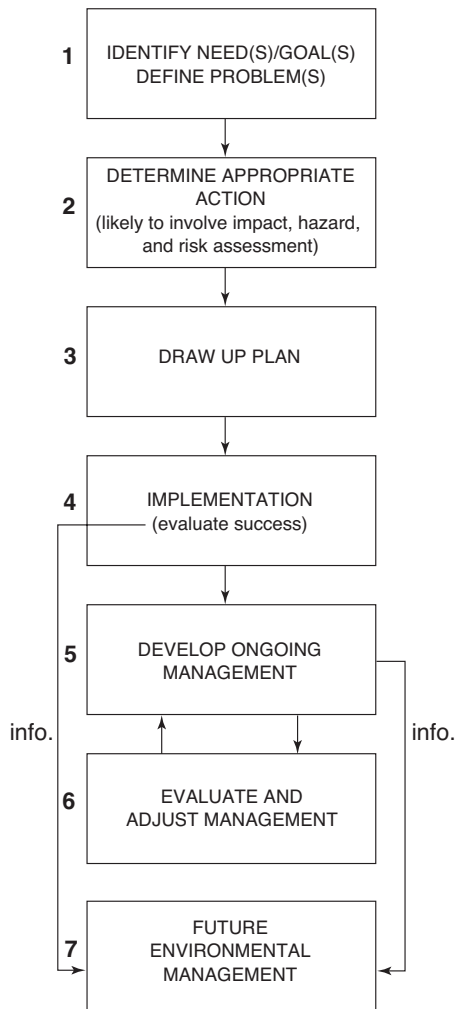 1
IDENTIFY NEED(S)/GOAL(S)
DEFINE PROBLEM(S)
2
DETERMINE APPROPRIATE
ACTION
(likely to involve impact, hazard,
and risk assessment)
3
DRAW UP PLAN
4
IMPLEMENTATION
(evaluate success)
5
DEVELOP ONGOING
MANAGEMENT
info.
info.
6
EVALUATE AND
ADJUST MANAGEMENT
7
FUTURE
ENVIRONMENTAL
MANAGEMENT